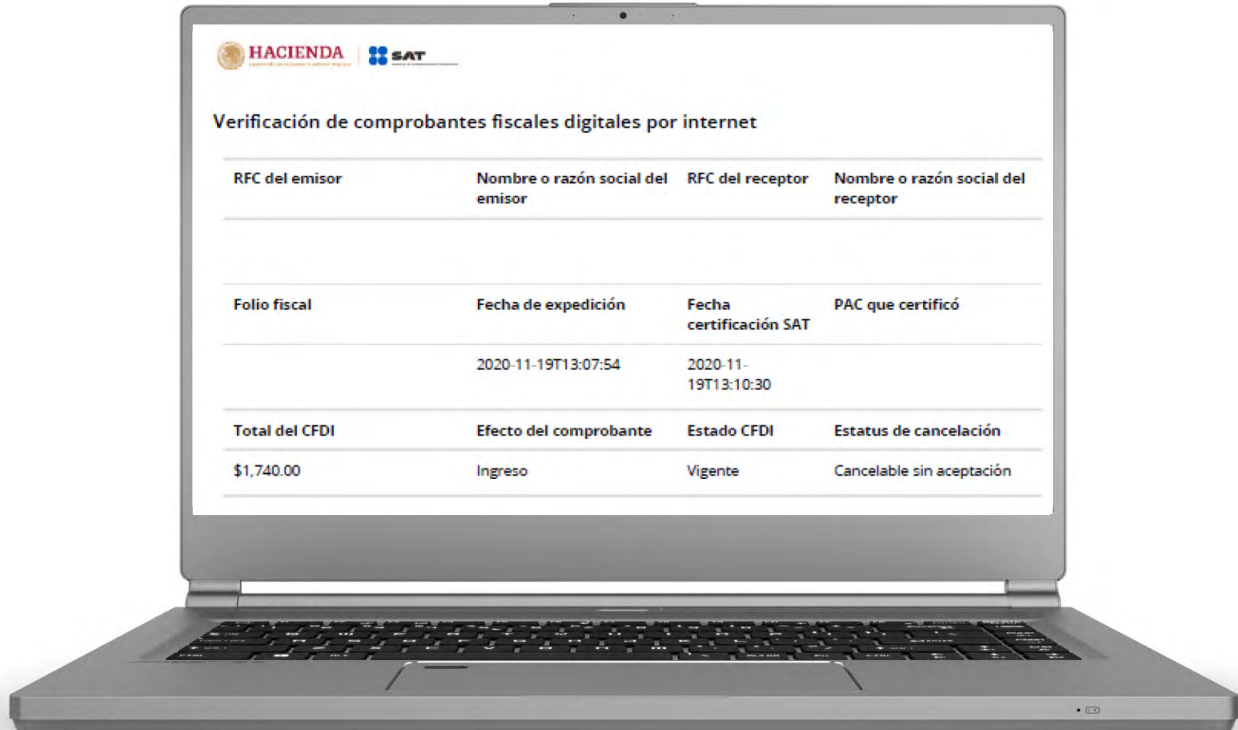 HACIENDA
SAT
Verificación de comprobantes fiscales digitales por internet
RFC del emisor
Nombre o razón social del
emisor
RFC del receptor
Nombre o razón social del
receptor
Folio fiscal
Fecha de expedición
Fecha
certificación SAT
PAC que certificó
2020-11-19T13:07:54
2020-11-
19T13:10:30
Total del CFDI
Efecto del comprobante
Estado CFDI
Estatus de cancelación
$1,740.00
Ingreso
Vigente
Cancelable sin aceptación